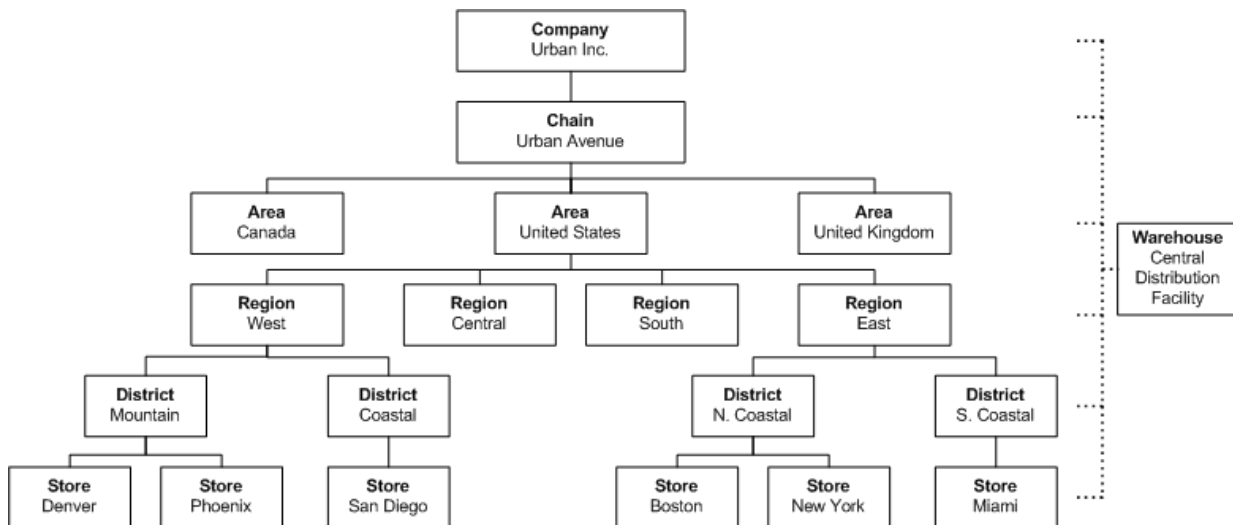 Company
Urban Inc.
Chain
Urban Avenue
Area
Canada
Area
United States
Area
United Kingdom
Warehouse
Central
Distribution
Facility
Region
West
Region
Central
Region
South
Region
East
District
Mountain
District
Coastal
District
N. Coastal
District
S. Coastal
Store
Denver
Store
Phoenix
Store
San Diego
Store
Boston
Store
New York
Store
Miami